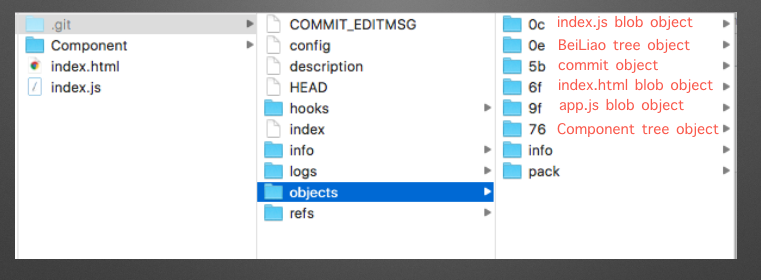 .git
Component
index.html
index.js
COMMIT_EDITMSG
config
description
HEAD
hooks
index
info
logs
objects
refs
0c index.js blob object
0e BeiLiao tree object
5b commit object
6f index.html blob object
9f app.js blob object
76 Component tree object
info
pack